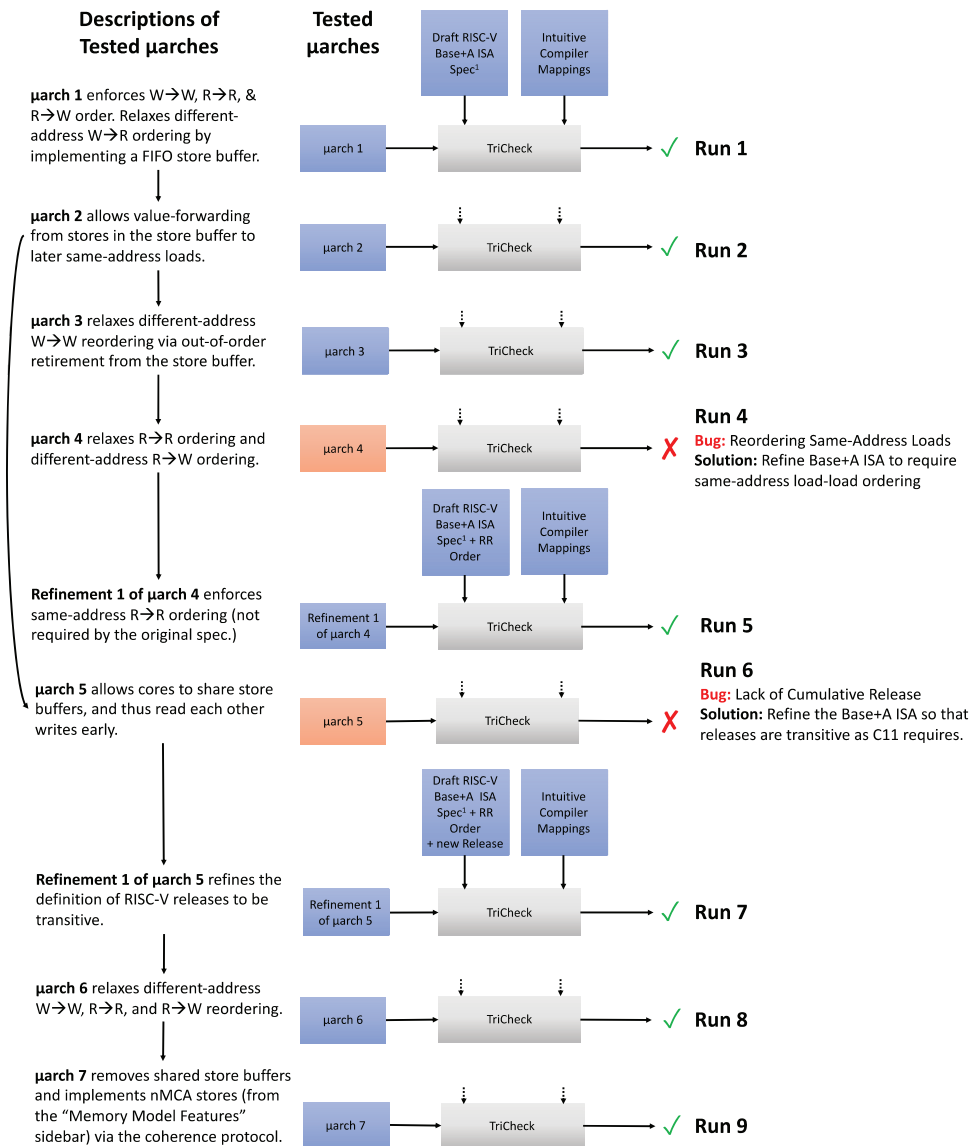 Descriptions of
Tested µarches
Tested
µarches
Draft RISC-V
Base+A ISA
Spec¹
Intuitive
Compiler
Mappings
µarch 1 enforces W→W, R→R, &
R→W order. Relaxes different-
address W→R ordering by
implementing a FIFO store buffer.
µarch 1
TriCheck
✓ Run 1
µarch 2 allows value-forwarding
from stores in the store buffer to
later same-address loads.
µarch 2
TriCheck
✓ Run 2
µarch 3 relaxes different-address
W→W reordering via out-of-order
retirement from the store buffer.
µarch 3
TriCheck
✓ Run 3
µarch 4 relaxes R→R ordering and
different-address R→W ordering.
µarch 4
TriCheck
✗
Run 4
Bug: Reordering Same-Address Loads
Solution: Refine Base+A ISA to require
same-address load-load ordering
Draft RISC-V
Base+A ISA
Spec¹ + RR
Order
Intuitive
Compiler
Mappings
Refinement 1 of µarch 4 enforces
same-address R→R ordering (not
required by the original spec.)
Refinement 1
of µarch 4
TriCheck
✓ Run 5
µarch 5 allows cores to share store
buffers, and thus read each other
writes early.
µarch 5
TriCheck
✗
Run 6
Bug: Lack of Cumulative Release
Solution: Refine the Base+A ISA so that
releases are transitive as C11 requires.
Draft RISC-V
Base+A ISA
Spec¹ + RR
Order
+ new Release
Intuitive
Compiler
Mappings
Refinement 1 of µarch 5 refines the
definition of RISC-V releases to be
transitive.
Refinement 1
of µarch 5
TriCheck
✓ Run 7
µarch 6 relaxes different-address
W→W, R→R, and R→W reordering.
µarch 6
TriCheck
✓ Run 8
µarch 7 removes shared store buffers
and implements nMCA stores (from
the “Memory Model Features”
sidebar) via the coherence protocol.
µarch 7
TriCheck
✓ Run 9